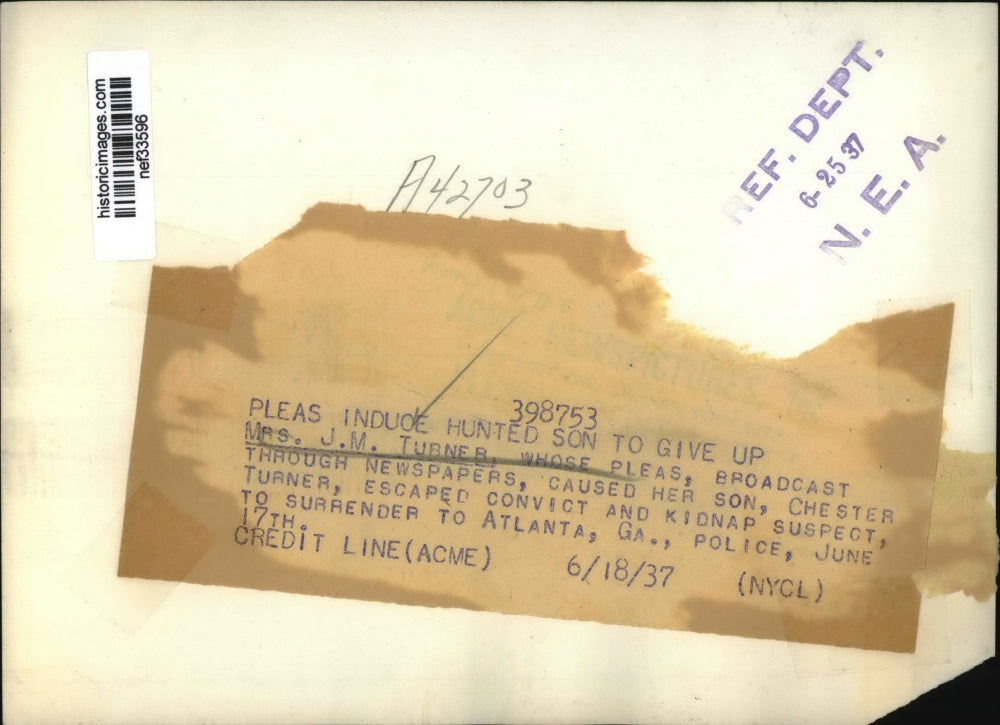 historicimages.com
nef33596
REF. DEPT.
6-25 37
N. E. A.
A42703
398753
PLEAS INDUCE HUNTED SON TO GIVE UP
MRS. J.M. TURNER, WHOSE PLEAS, BROADCAST
THROUGH NEWSPAPERS, CAUSED HER SON, CHESTER
TURNER, ESCAPED CONVICT AND KIDNAP SUSPECT,
TO SURRENDER TO ATLANTA, GA., POLICE, JUNE
17TH.
CREDIT LINE(ACME) 6/18/37 (NYCL)